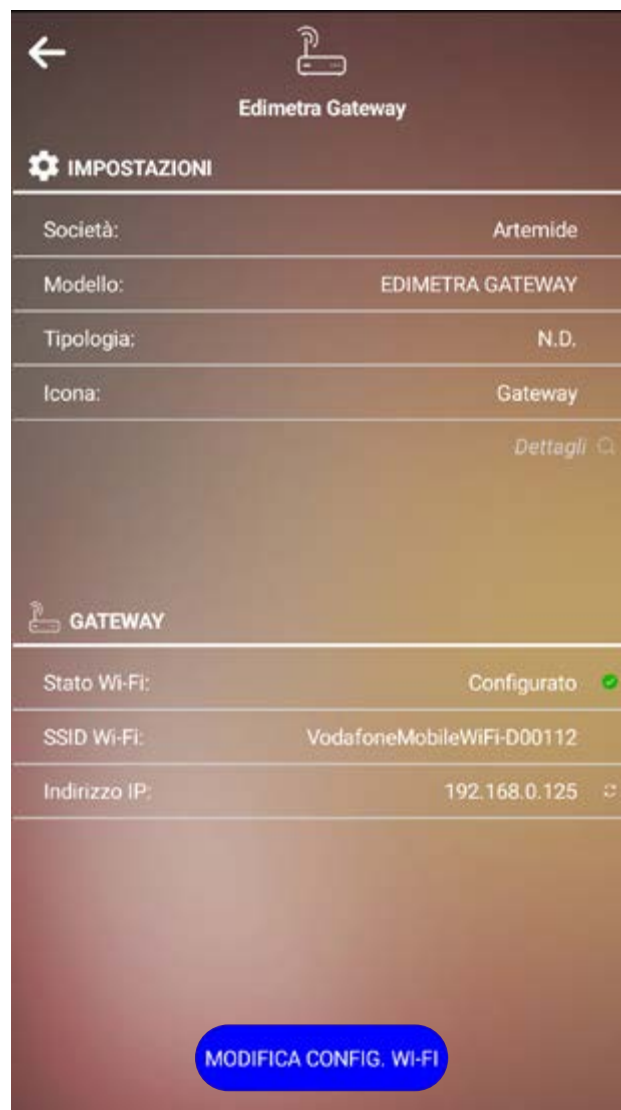 Edimetra Gateway
IMPOSTAZIONI
Società: Artemide
Modello: EDIMETRA GATEWAY
Tipologia: N.D.
Icona: Gateway
Dettagli
GATEWAY
Stato Wi-Fi: Configurato
SSID Wi-Fi: VodafoneMobileWiFi-D00112
Indirizzo IP: 192.168.0.125
MODIFICA CONFIG. WI-FI